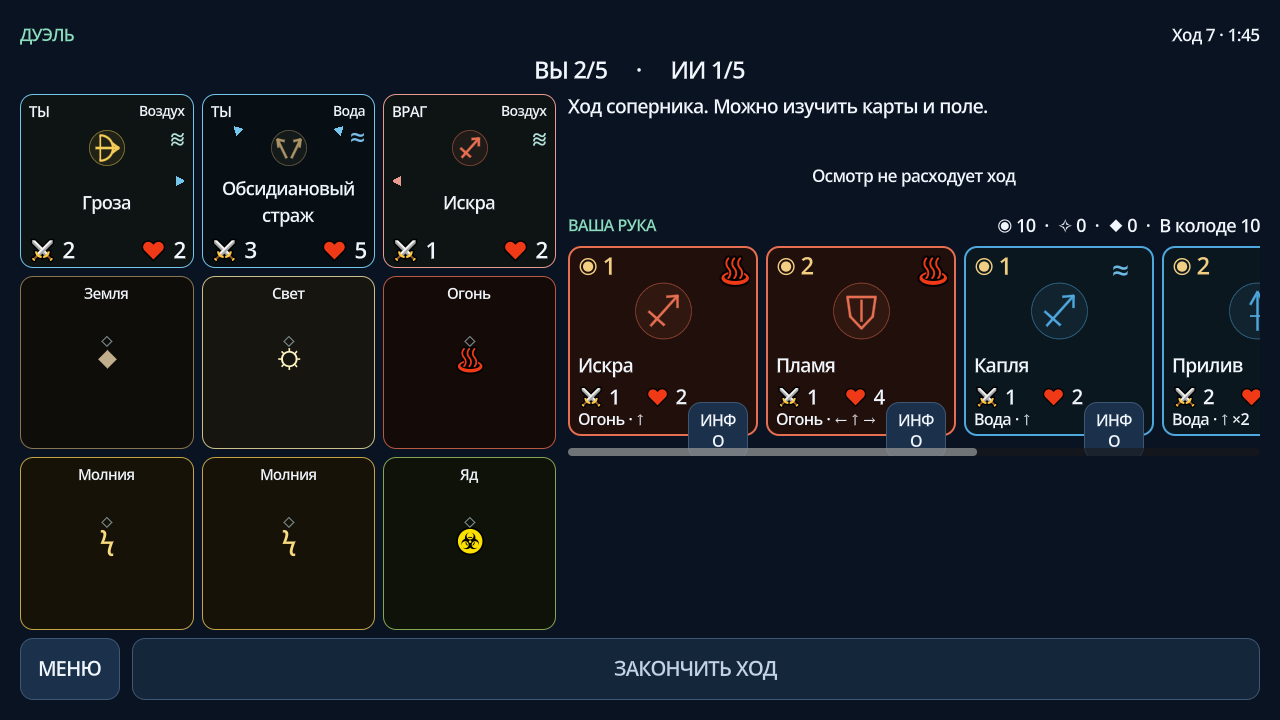 ДУЭЛЬ
Ход 7 · 1:45
ВЫ 2/5 · ИИ 1/5
ТЫ Воздух
Гроза
2 2
ТЫ Вода
Обсидиановый
страж
3 5
ВРАГ Воздух
Искра
1 2
Земля
Свет
Огонь
Молния
Молния
Яд
Ход соперника. Можно изучить карты и поле.
Осмотр не расходует ход
ВАША РУКА
◉ 10 · ✧ 0 · ◆ 0 · В колоде 10
◉ 1
Искра
1 2
Огонь · ↑
ИНФ
О
◉ 2
Пламя
1 4
Огонь · ← ↑ →
ИНФ
О
◉ 1
Капля
1 2
Вода · ↑
ИНФ
О
◉ 2
Прилив
2
Вода · ↑ ×2
МЕНЮ
ЗАКОНЧИТЬ ХОД